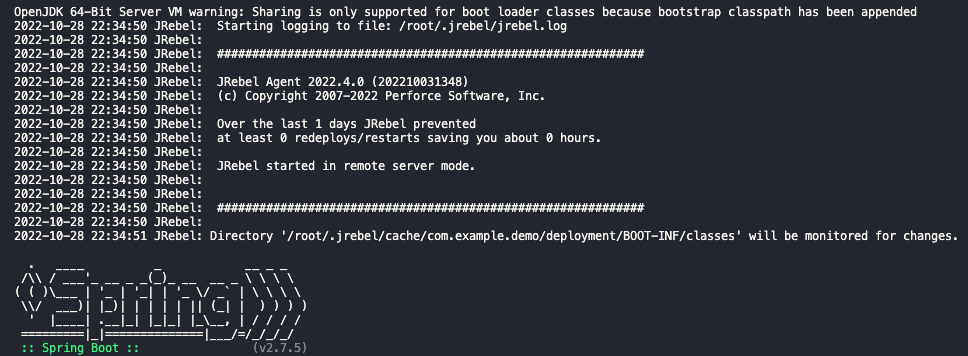 OpenJDK 64-Bit Server VM warning: Sharing is only supported for boot loader classes because bootstrap classpath has been appended
2022-10-28 22:34:50 JRebel:  Starting logging to file: /root/.jrebel/jrebel.log
2022-10-28 22:34:50 JRebel:
2022-10-28 22:34:50 JRebel:  #############################################################
2022-10-28 22:34:50 JRebel:
2022-10-28 22:34:50 JRebel:  JRebel Agent 2022.4.0 (202210031348)
2022-10-28 22:34:50 JRebel:  (c) Copyright 2007-2022 Perforce Software, Inc.
2022-10-28 22:34:50 JRebel:
2022-10-28 22:34:50 JRebel:  Over the last 1 days JRebel prevented
2022-10-28 22:34:50 JRebel:  at least 0 redeploys/restarts saving you about 0 hours.
2022-10-28 22:34:50 JRebel:
2022-10-28 22:34:50 JRebel:  JRebel started in remote server mode.
2022-10-28 22:34:50 JRebel:
2022-10-28 22:34:50 JRebel:
2022-10-28 22:34:50 JRebel:  #############################################################
2022-10-28 22:34:50 JRebel:
2022-10-28 22:34:51 JRebel: Directory '/root/.jrebel/cache/com.example.demo/deployment/BOOT-INF/classes' will be monitored for changes.
  .   ____          _            __ _ _
 /\\ / ___'_ __ _ _(_)_ __  __ _ \ \ \ \
( ( )\___ | '_ | '_| | '_ \/ _` | \ \ \ \
 \\/  ___)| |_)| | | | | || (_| |  ) ) ) )
  '  |____| .__|_| |_|_| |_\__, | / / / /
 =========|_|==============|___/=/_/_/_/
 :: Spring Boot ::                (v2.7.5)